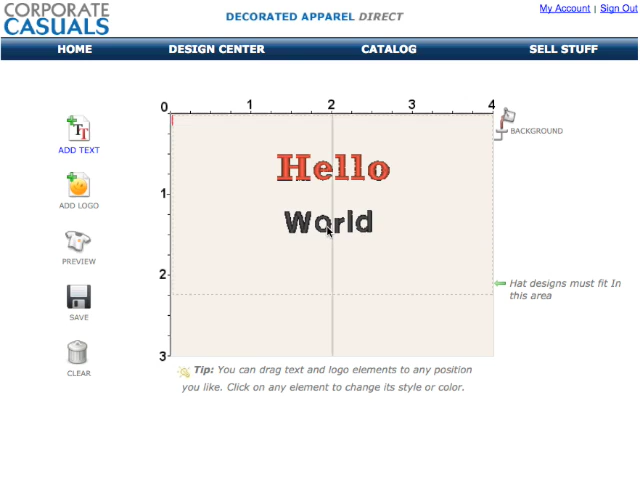 CORPORATE
CASUALS
DECORATED APPAREL DIRECT
My Account | Sign Out
HOME
DESIGN CENTER
CATALOG
SELL STUFF
0 1 2 3 4
1
2
3
ADD TEXT
ADD LOGO
PREVIEW
SAVE
CLEAR
Hello
World
BACKGROUND
Hat designs must fit In
this area
Tip: You can drag text and logo elements to any position
you like. Click on any element to change its style or color.